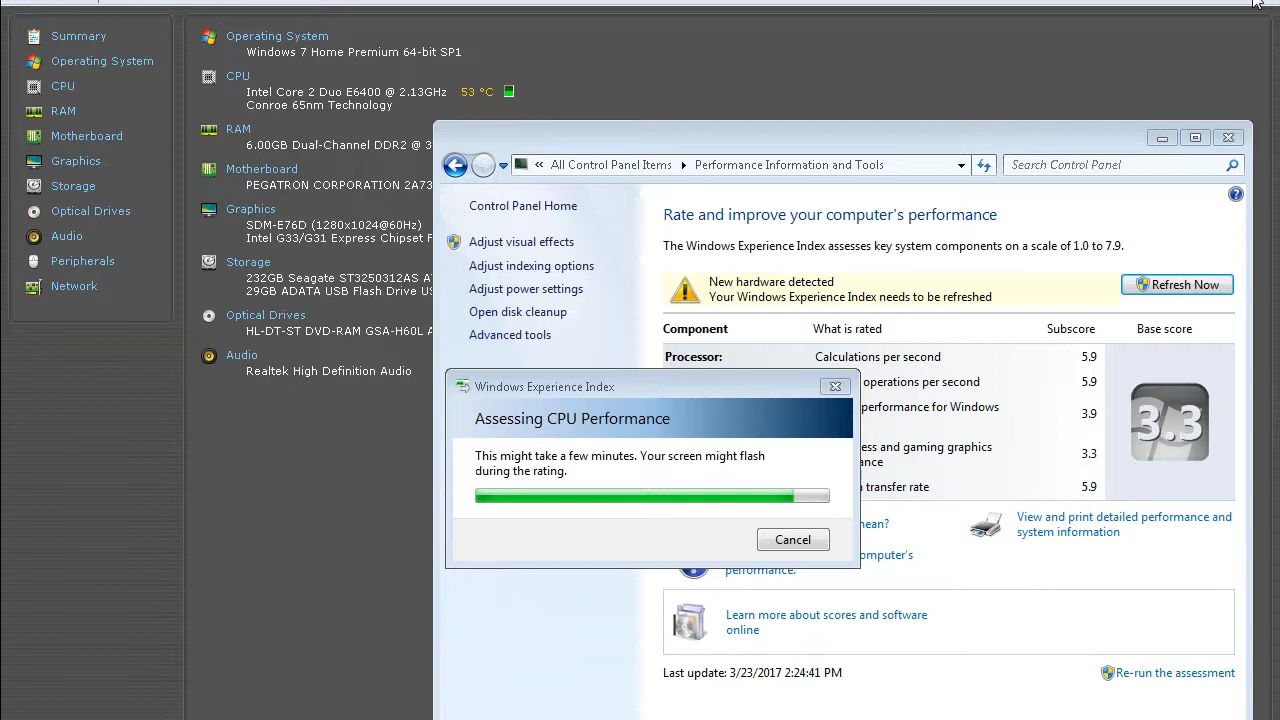 Summary
Operating System
CPU
RAM
Motherboard
Graphics
Storage
Optical Drives
Audio
Peripherals
Network
Operating System
Windows 7 Home Premium 64-bit SP1
CPU
Intel Core 2 Duo E6400 @ 2.13GHz 53 °C
Conroe 65nm Technology
RAM
6.00GB Dual-Channel DDR2 @ 3
Motherboard
PEGATRON CORPORATION 2A73
Graphics
SDM-E76D (1280x1024@60Hz)
Intel G33/G31 Express Chipset F
Storage
232GB Seagate ST3250312AS AT
29GB ADATA USB Flash Drive US
Optical Drives
HL-DT-ST DVD-RAM GSA-H60L A
Audio
Realtek High Definition Audio
« All Control Panel Items Performance Information and Tools
Search Control Panel
Control Panel Home
Adjust visual effects
Adjust indexing options
Adjust power settings
Open disk cleanup
Advanced tools
Rate and improve your computer's performance
The Windows Experience Index assesses key system components on a scale of 1.0 to 7.9.
New hardware detected
Your Windows Experience Index needs to be refreshed
Refresh Now
Component What is rated Subscore Base score
Processor: Calculations per second 5.9
operations per second 5.9
performance for Windows 3.9
ess and gaming graphics 3.3
ance
transfer rate 5.9
3.3
Windows Experience Index
Assessing CPU Performance
This might take a few minutes. Your screen might flash
during the rating.
Cancel
mean?
omputer's
performance.
View and print detailed performance and
system information
Learn more about scores and software
online
Last update: 3/23/2017 2:24:41 PM
Re-run the assessment